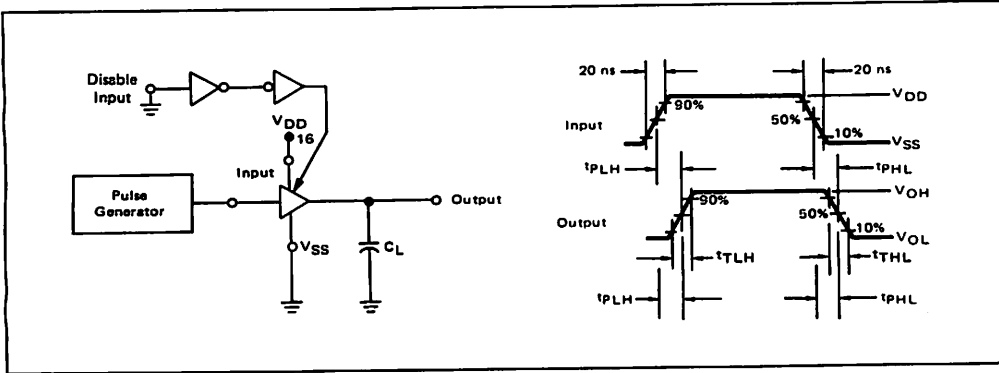 Disable
Input
VDD
16
Input
Pulse
Generator
Output
VSS
CL
20 ns
20 ns
VDD
90%
Input
50%
10%
VSS
tPLH
tPHL
VOH
90%
Output
50%
10%
VOL
tTLH
tTHL
tPLH
tPHL